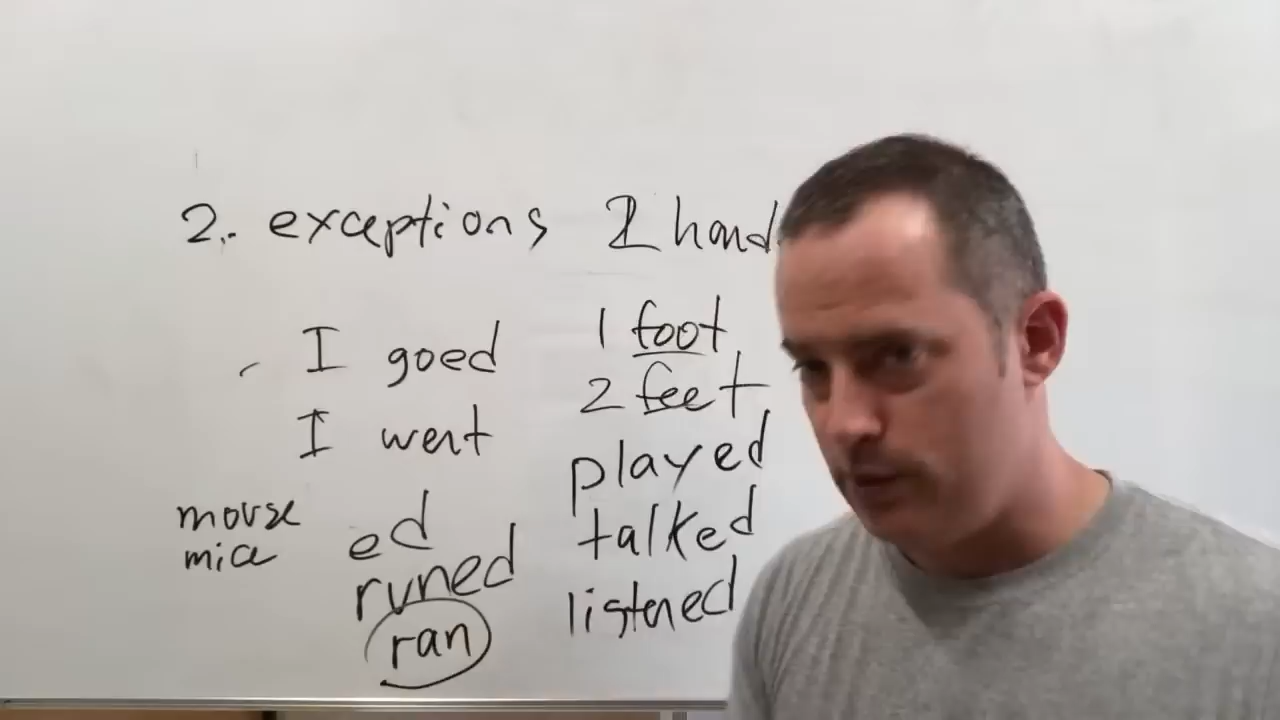 2. exceptions 2 hand
I goed 1 foot
I went 2 feet
played
mouse ed talked
mice runed listened
ran